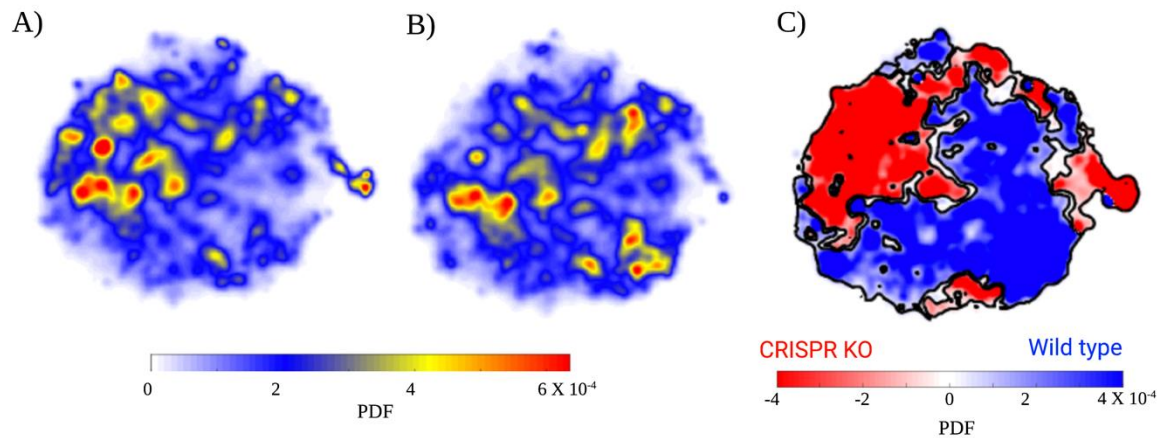 A)
B)
C)
0 2 4 6 X 10-4
PDF
CRISPR KO Wild type
-4 -2 0 2 4 X 10-4
PDF